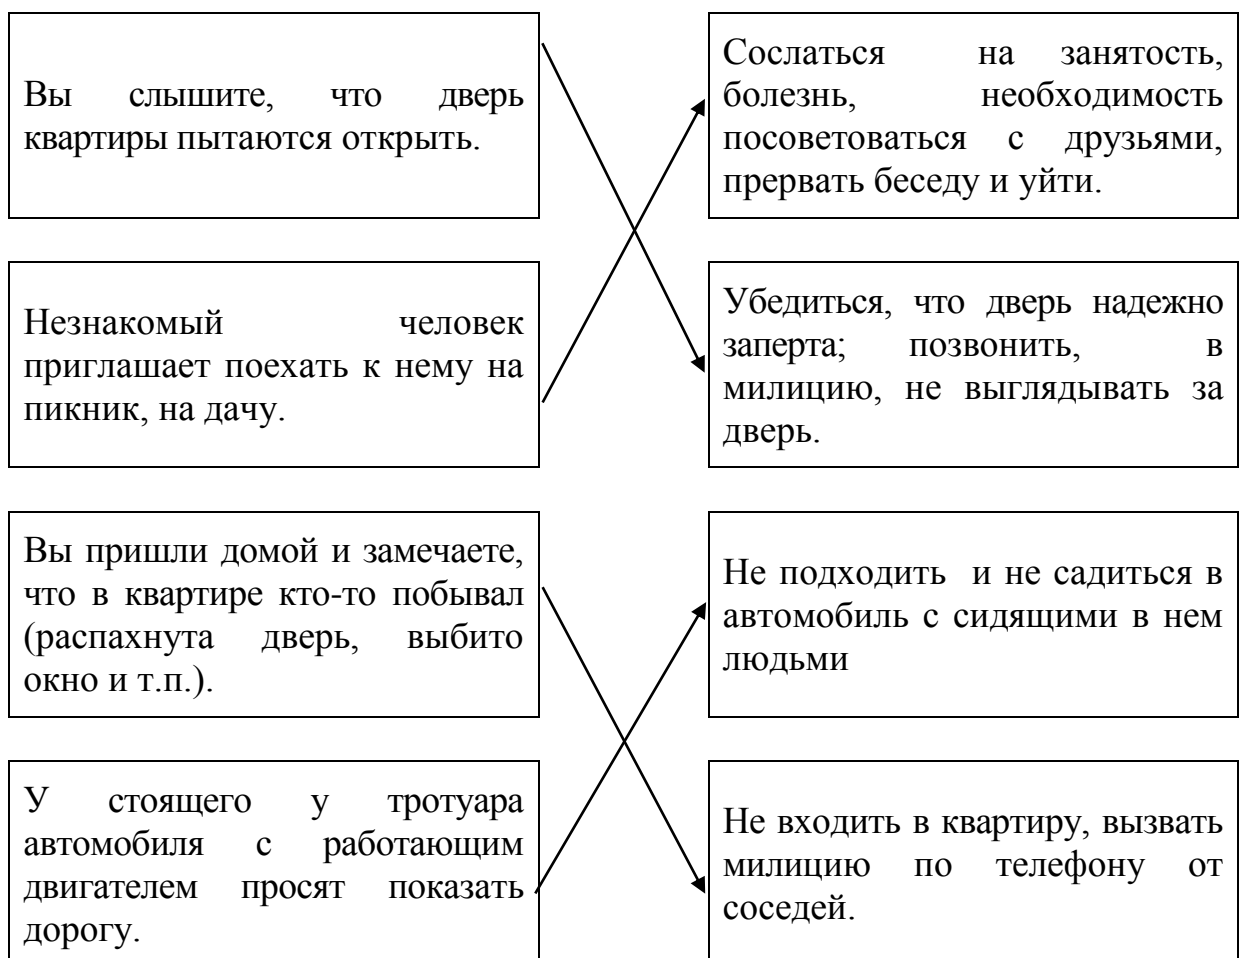 Вы слышите, что дверь
квартиры пытаются открыть.
Сослаться на занятость,
болезнь, необходимость
посоветоваться с друзьями,
прервать беседу и уйти.
Незнакомый человек
приглашает поехать к нему на
пикник, на дачу.
Убедиться, что дверь надежно
заперта; позвонить, в
милицию, не выглядывать за
дверь.
Вы пришли домой и замечаете,
что в квартире кто-то побывал
(распахнута дверь, выбито
окно и т.п.).
Не подходить и не садиться в
автомобиль с сидящими в нем
людьми
У стоящего у тротуара
автомобиля с работающим
двигателем просят показать
дорогу.
Не входить в квартиру, вызвать
милицию по телефону от
соседей.